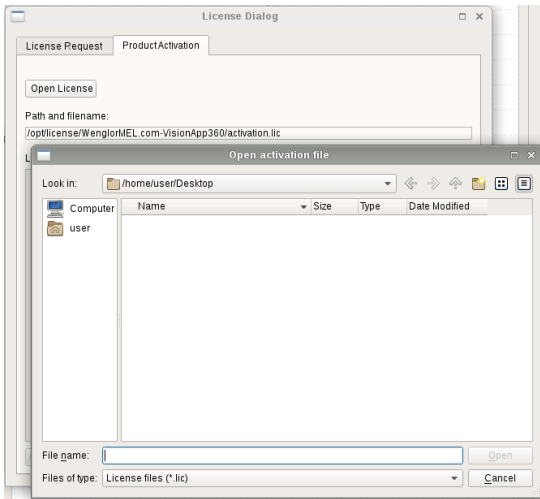 License Dialog
License Request
Product Activation
Open License
Path and filename:
/opt/license/WenglorMEL.com-VisionApp360/activation.lic
Open activation file
Look in:
/home/user/Desktop
Computer
user
Name
Size
Type
Date Modified
File name:
Open
Files of type:
License files (*.lic)
Cancel